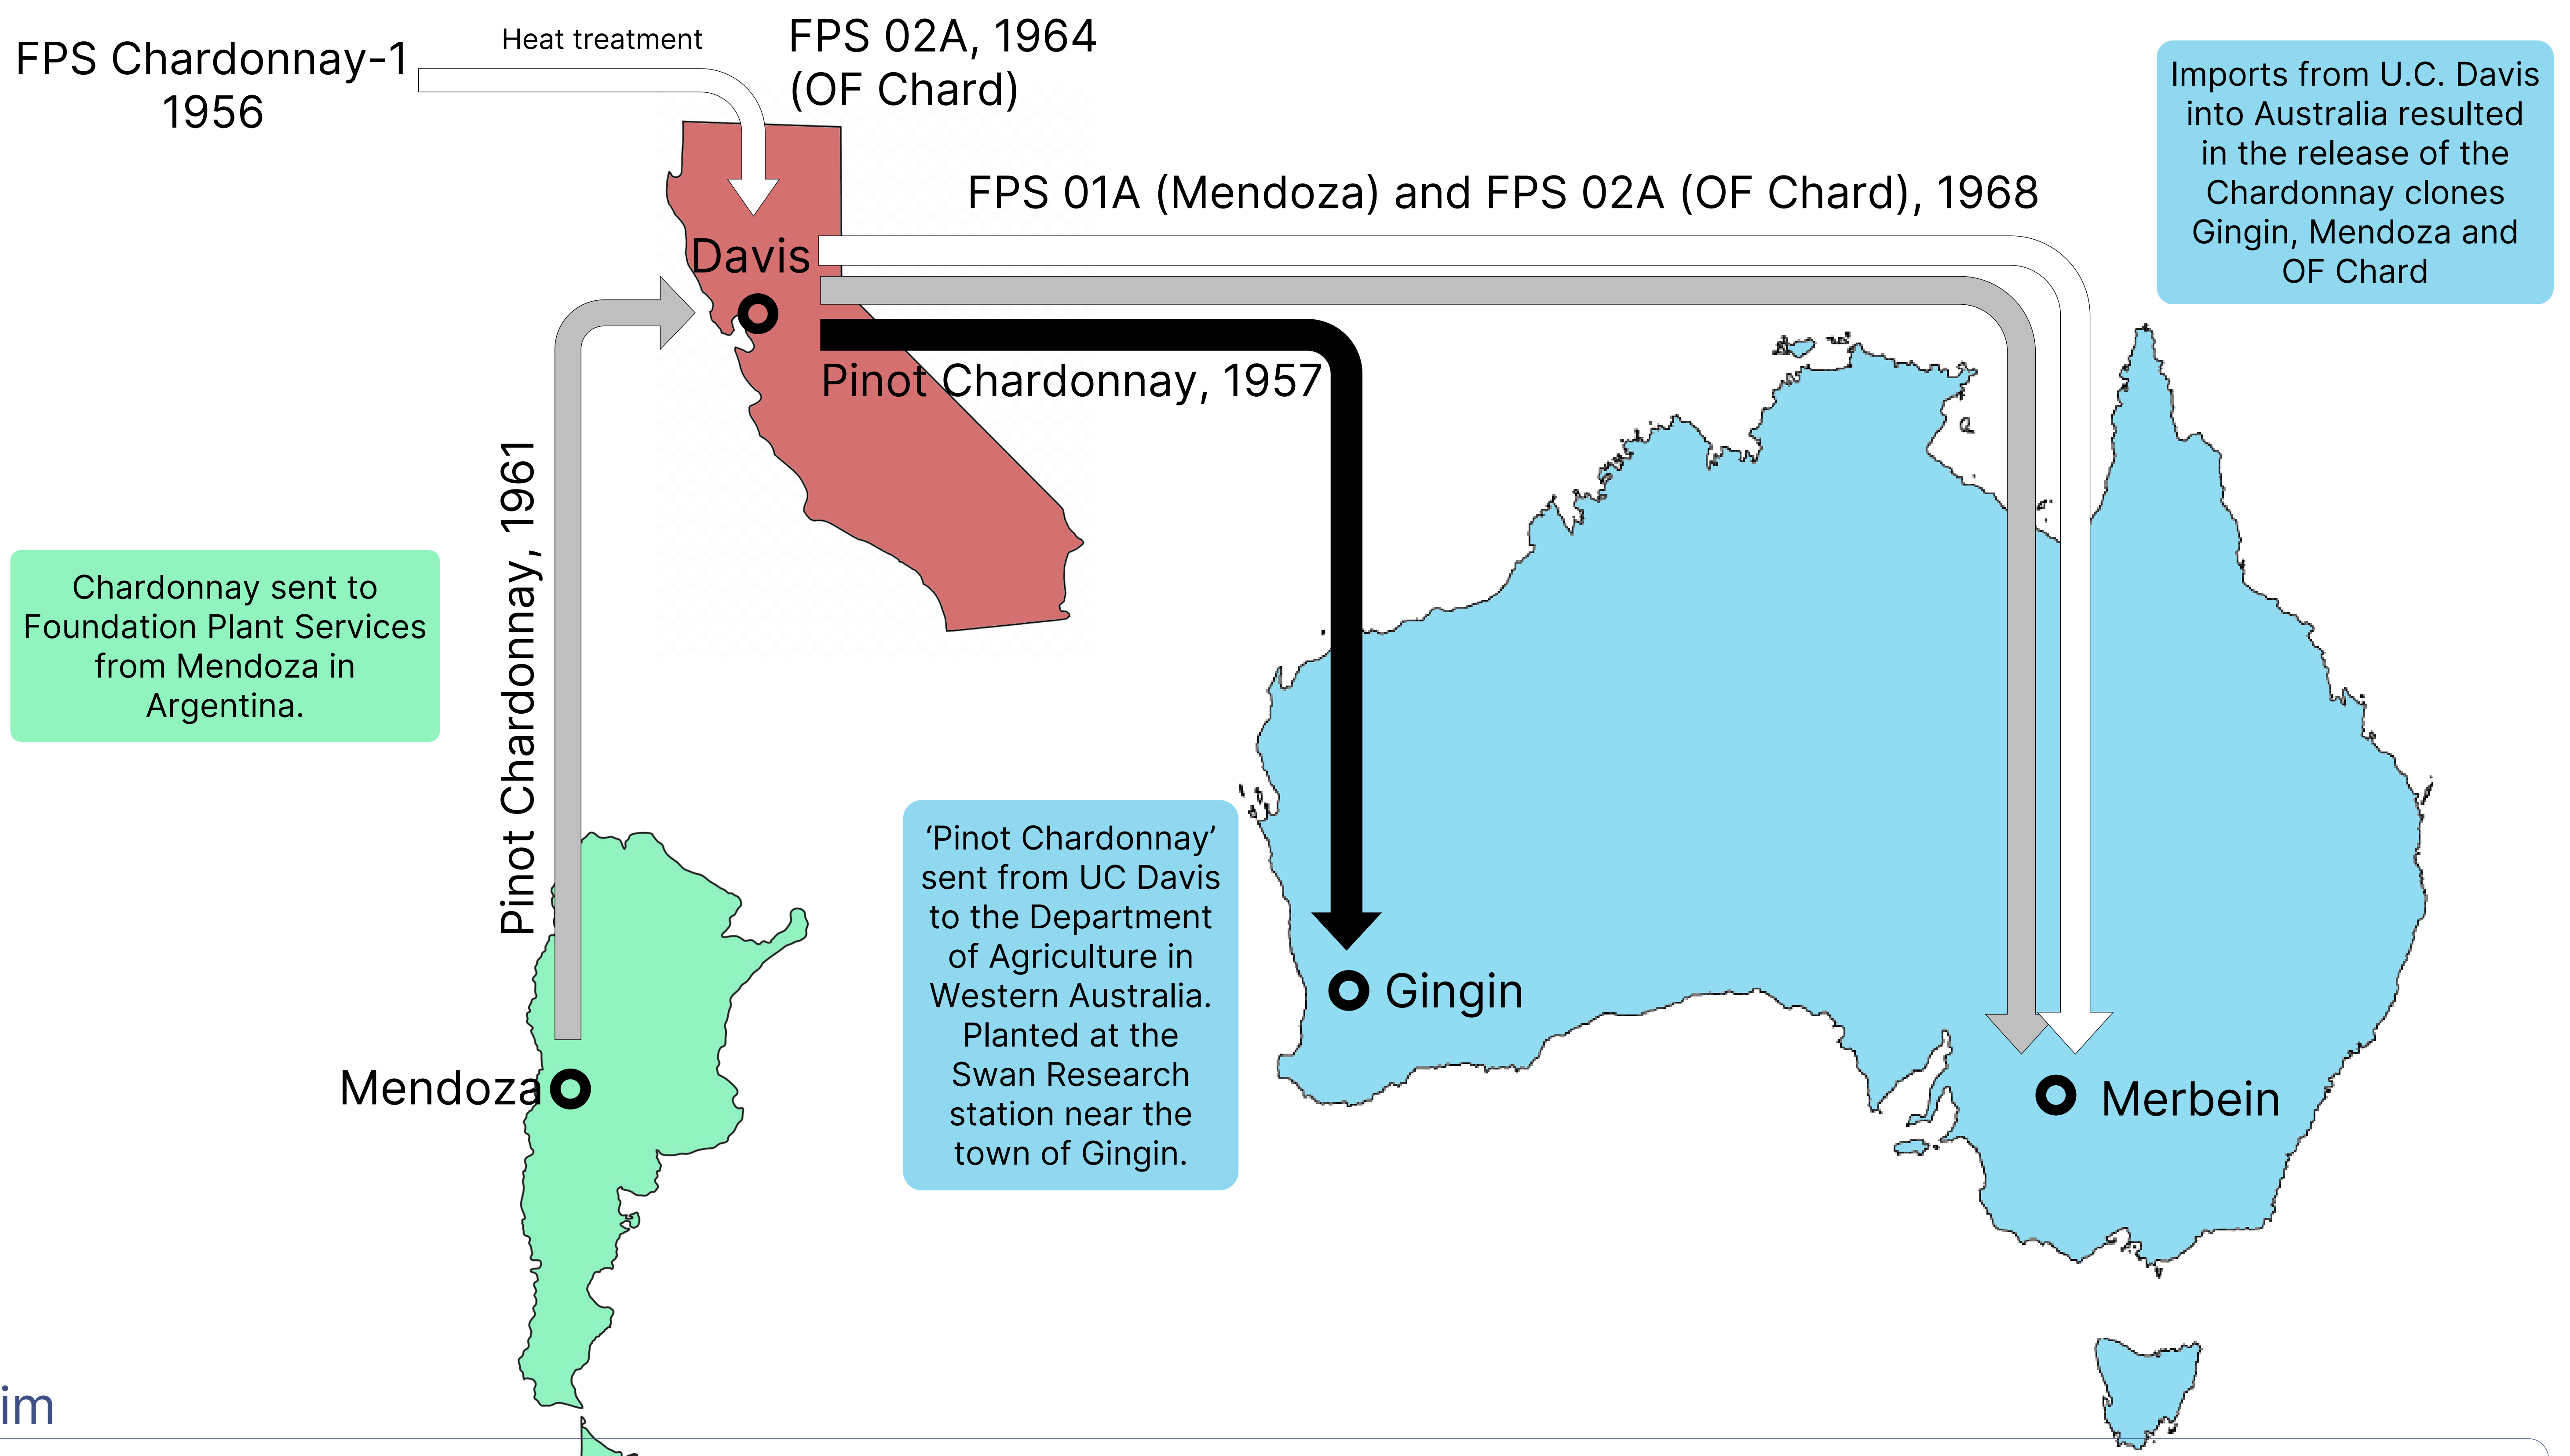 FPS Chardonnay-1
1956
Heat treatment
FPS 02A, 1964
(OF Chard)
Imports from U.C. Davis
into Australia resulted
in the release of the
Chardonnay clones
Gingin, Mendoza and
OF Chard
FPS 01A (Mendoza) and FPS 02A (OF Chard), 1968
Davis
Pinot Chardonnay, 1957
Pinot Chardonnay, 1961
Chardonnay sent to
Foundation Plant Services
from Mendoza in
Argentina.
‘Pinot Chardonnay’
sent from UC Davis
to the Department
of Agriculture in
Western Australia.
Planted at the
Swan Research
station near the
town of Gingin.
Gingin
Mendoza
Merbein
im